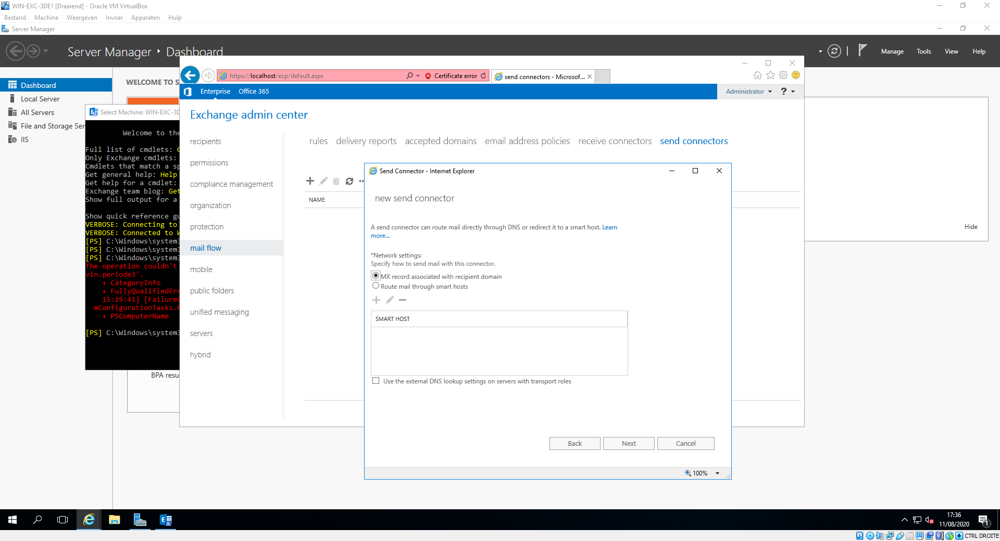 WIN-EXC-3DE1 [Draaiend] - Oracle VM VirtualBox
Bestand Machine Weergeven Invoer Apparaten Hulp
Server Manager
Server Manager Dashboard
Manage Tools View Help
Dashboard
Local Server
All Servers
File and Storage Ser
IIS
WELCOME TO S
Hide
BPA resu
Select Machine: WIN-EXC-3D
Welcome to the
Full list of cmdlets: G
Only Exchange cmdlets:
Cmdlets that match a sp
Get general help: Help
Get help for a cmdlet:
Exchange team blog: Get
Show full output for a
Show quick reference gu
VERBOSE: Connecting to
VERBOSE: Connected to W
[PS] C:\Windows\system3
[PS] C:\Windows\system3
[PS] C:\Windows\system3
The operation couldn't
vin.periode3'.
+ CategoryInfo
+ FullyQualifiedErr
15:29:41] [FailureC
mConfigurationTasks.
+ PSComputerName
[PS] C:\Windows\system3
https://localhost/ecp/default.aspx
Certificate error
send connectors - Microsof...
Enterprise Office 365
Administrator ?
Exchange admin center
recipients
permissions
compliance management
organization
protection
mail flow
mobile
public folders
unified messaging
servers
hybrid
rules delivery reports accepted domains email address policies receive connectors send connectors
NAME
Send Connector - Internet Explorer
new send connector
A send connector can route mail directly through DNS or redirect it to a smart host. Learn
more...
*Network settings:
Specify how to send mail with this connector.
MX record associated with recipient domain
Route mail through smart hosts
SMART HOST
Use the external DNS lookup settings on servers with transport roles
Back Next Cancel
100%
17:36
11/08/2020
1
CTRL DROITE